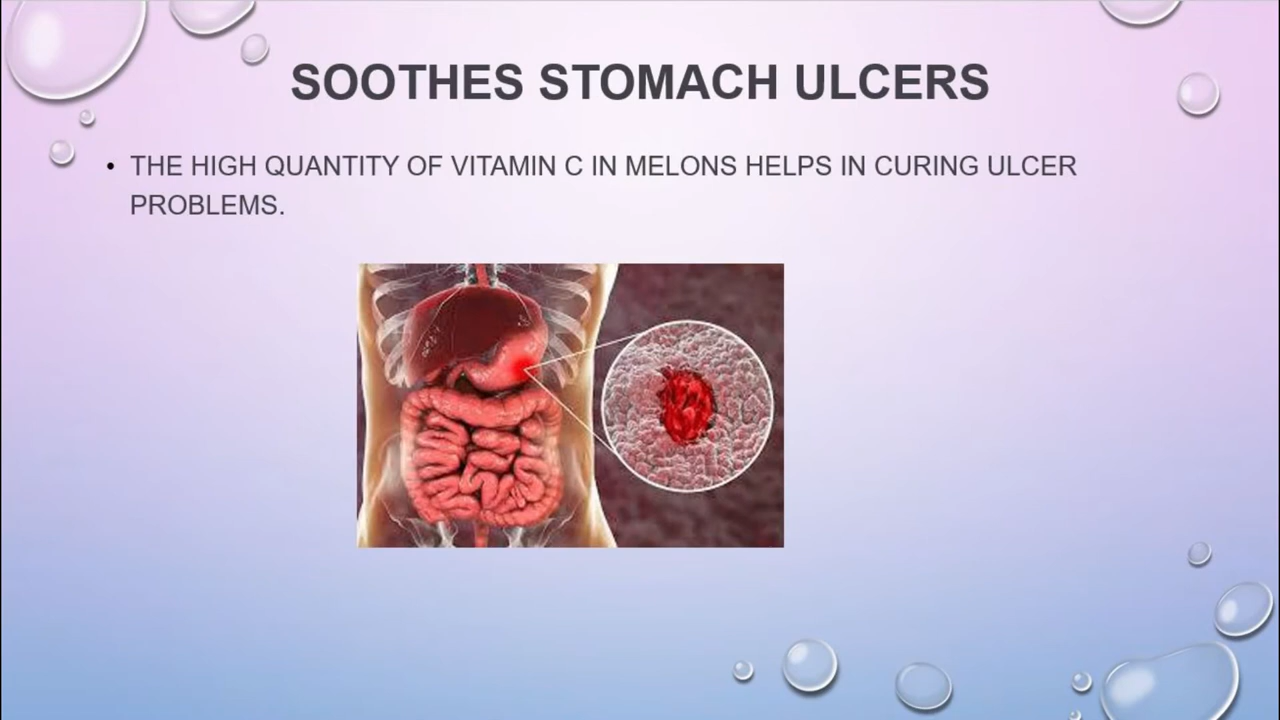 SOOTHES STOMACH ULCERS
• THE HIGH QUANTITY OF VITAMIN C IN MELONS HELPS IN CURING ULCER
PROBLEMS.